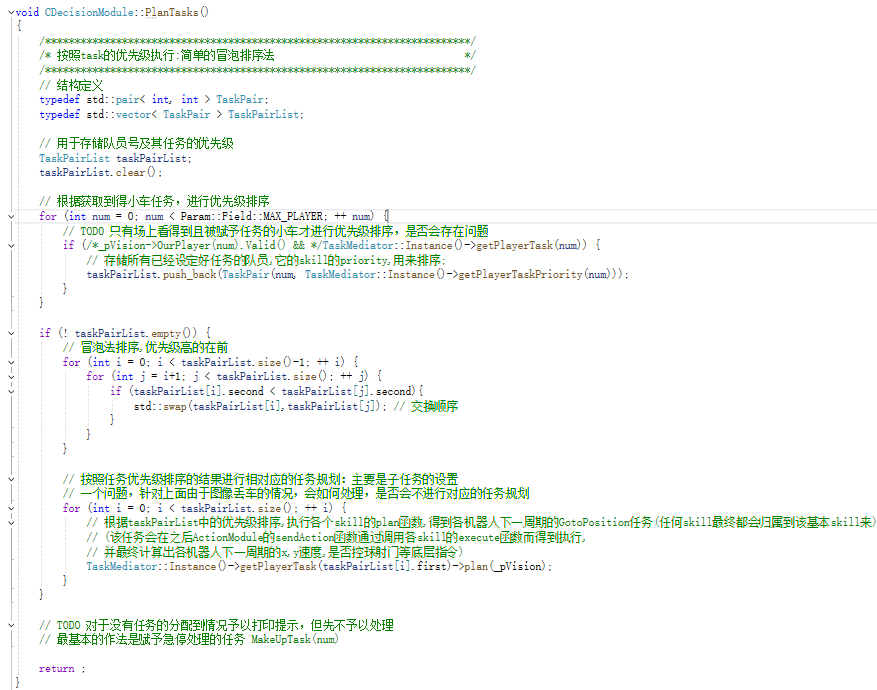 void CDecisionModule::PlanTasks()
{
/************************************************************************/
/* 按照task的优先级执行:简单的冒泡排序法 */
/************************************************************************/
// 结构定义
typedef std::pair< int, int > TaskPair;
typedef std::vector< TaskPair > TaskPairList;
// 用于存储队员号及其任务的优先级
TaskPairList taskPairList;
taskPairList.clear();
// 根据获取到得小车任务，进行优先级排序
for (int num = 0; num < Param::Field::MAX_PLAYER; ++ num) {
// TODO 只有场上看得到且被赋予任务的小车才进行优先级排序，是否会存在问题
if (/*_pVision->OurPlayer(num).Valid() && */TaskMediator::Instance()->getPlayerTask(num)) {
// 存储所有已经设定好任务的队员,它的skill的priority,用来排序;
taskPairList.push_back(TaskPair(num, TaskMediator::Instance()->getPlayerTaskPriority(num)));
}
}
if (! taskPairList.empty()) {
// 冒泡法排序,优先级高的在前
for (int i = 0; i < taskPairList.size()-1; ++ i) {
for (int j = i+1; j < taskPairList.size(); ++ j) {
if (taskPairList[i].second < taskPairList[j].second){
std::swap(taskPairList[i],taskPairList[j]); // 交换顺序
}
}
}
// 按照任务优先级排序的结果进行相对应的任务规划：主要是子任务的设置
// 一个问题，针对上面由于图像丢车的情况，会如何处理，是否会不进行对应的任务规划
for (int i = 0; i < taskPairList.size(); ++ i) {
// 根据taskPairList中的优先级排序,执行各个skill的plan函数,得到各机器人下一周期的GotoPosition任务(任何skill最终都会归属到该基本skill来)
// (该任务会在之后ActionModule的sendAction函数通过调用各skill的execute函数而得到执行,
// 并最终计算出各机器人下一周期的x,y速度,是否控球射门等底层指令)
TaskMediator::Instance()->getPlayerTask(taskPairList[i].first)->plan(_pVision);
}
}
// TODO 对于没有任务的分配到情况予以打印提示，但先不予以处理
// 最基本的作法是赋予急停处理的任务 MakeUpTask(num)
return ;
}